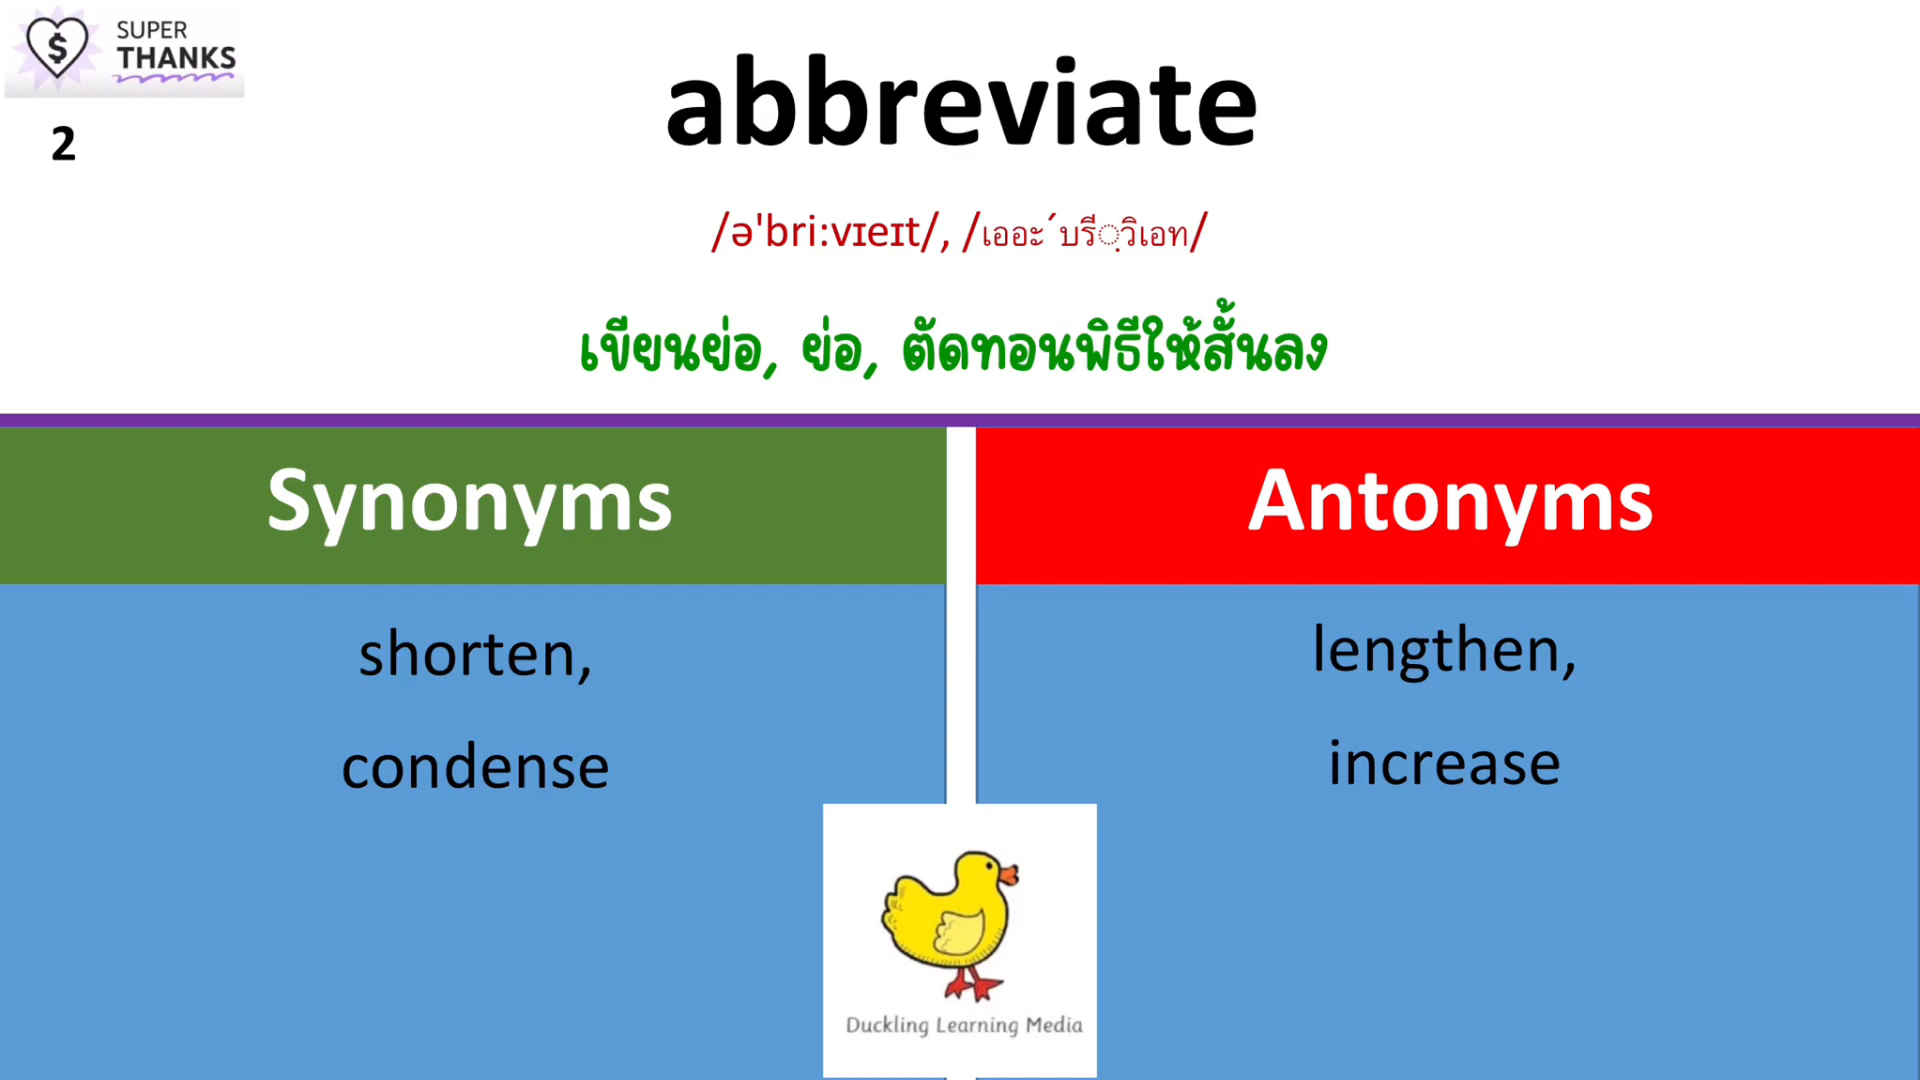 SUPER
THANKS
2
abbreviate
/ə'bri:vɪeɪt/, /เออะ´บรีฺวิเอท/
เขียนย่อ, ย่อ, ตัดทอนพิธีให้สั้นลง
Synonyms
Antonyms
shorten,
condense
lengthen,
increase
Duckling Learning Media